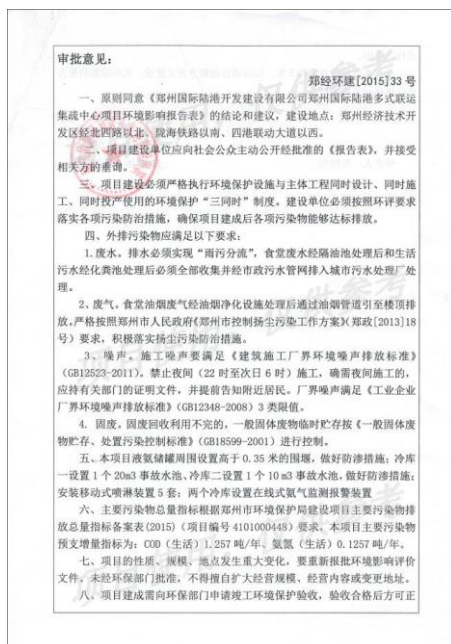 审批意见：
郑经环建[2015]33 号
一、原则同意《郑州国际陆港开发建设有限公司郑州国际陆港多式联运
集疏中心项目环境影响报告表》的结论和建议，建设地点：郑州经济技术开
发区经北四路以北、陇海铁路以南、四港联动大道以西。
二、项目建设单位应向社会公众主动公开经批准的《报告表》，并接受
相关方的垂询。
三、项目建设必须严格执行环境保护设施与主体工程同时设计、同时施
工、同时投产使用的环境保护“三同时”制度。建设单位必须按照环评要求
落实各项污染防治措施，确保项目建成后各项污染物能够达标排放。
四、外排污染物应满足以下要求：
1.废水。排水必须实现“雨污分流”，食堂废水经隔油池处理后和生活
污水经化粪池处理后必须全部收集并经市政污水管网排入城市污水处理厂处
理。
2、废气。食堂油烟废气经油烟净化设施处理后通过油烟管道引至楼顶排
放。严格按照郑州市人民政府《郑州市控制扬尘污染工作方案》（郑政[2013]18
号）要求，积极落实扬尘污染防治措施。
3、噪声。施工噪声要满足《建筑施工厂界环境噪声排放标准》
（GB12523-2011）。禁止夜间（22 时至次日 6 时）施工，确需夜间施工的，
应持有关部门的证明文件，并提前告知附近居民。厂界噪声满足《工业企业
厂界环境噪声排放标准》（GB12348-2008）3 类限值。
4. 固废。固废回收利用不完的，一般固体废物临时贮存按《一般固体废
物贮存、处置污染控制标准》（GB18599-2001）进行控制。
五、本项目液氨储罐周围设置高于 0.35 米的围堰，做好防渗措施；冷库
一设置 1 个 20m3 事故水池、冷库二设置 1 个 10 m3 事故水池，做好防渗措施；
安装移动式喷淋装置 5 套；两个冷库设置在线式氨气监测报警装置
六、主要污染物总量指标根据郑州市环境保护局建设项目主要污染物排
放总量指标备案表(2015)（项目编号 4101000448）要求，本项目主要污染物
预支增量指标为：COD（生活）1.257 吨/年、氨氮（生活）0.1257 吨/年。
七、项目的性质、规模、地点发生重大变化，要重新报批环境影响评价
文件。未经环保部门批准，不得擅自扩大经营规模、经营内容或变更地址。
八、项目建成需向环保部门申请竣工环境保护验收，验收合格后方可正